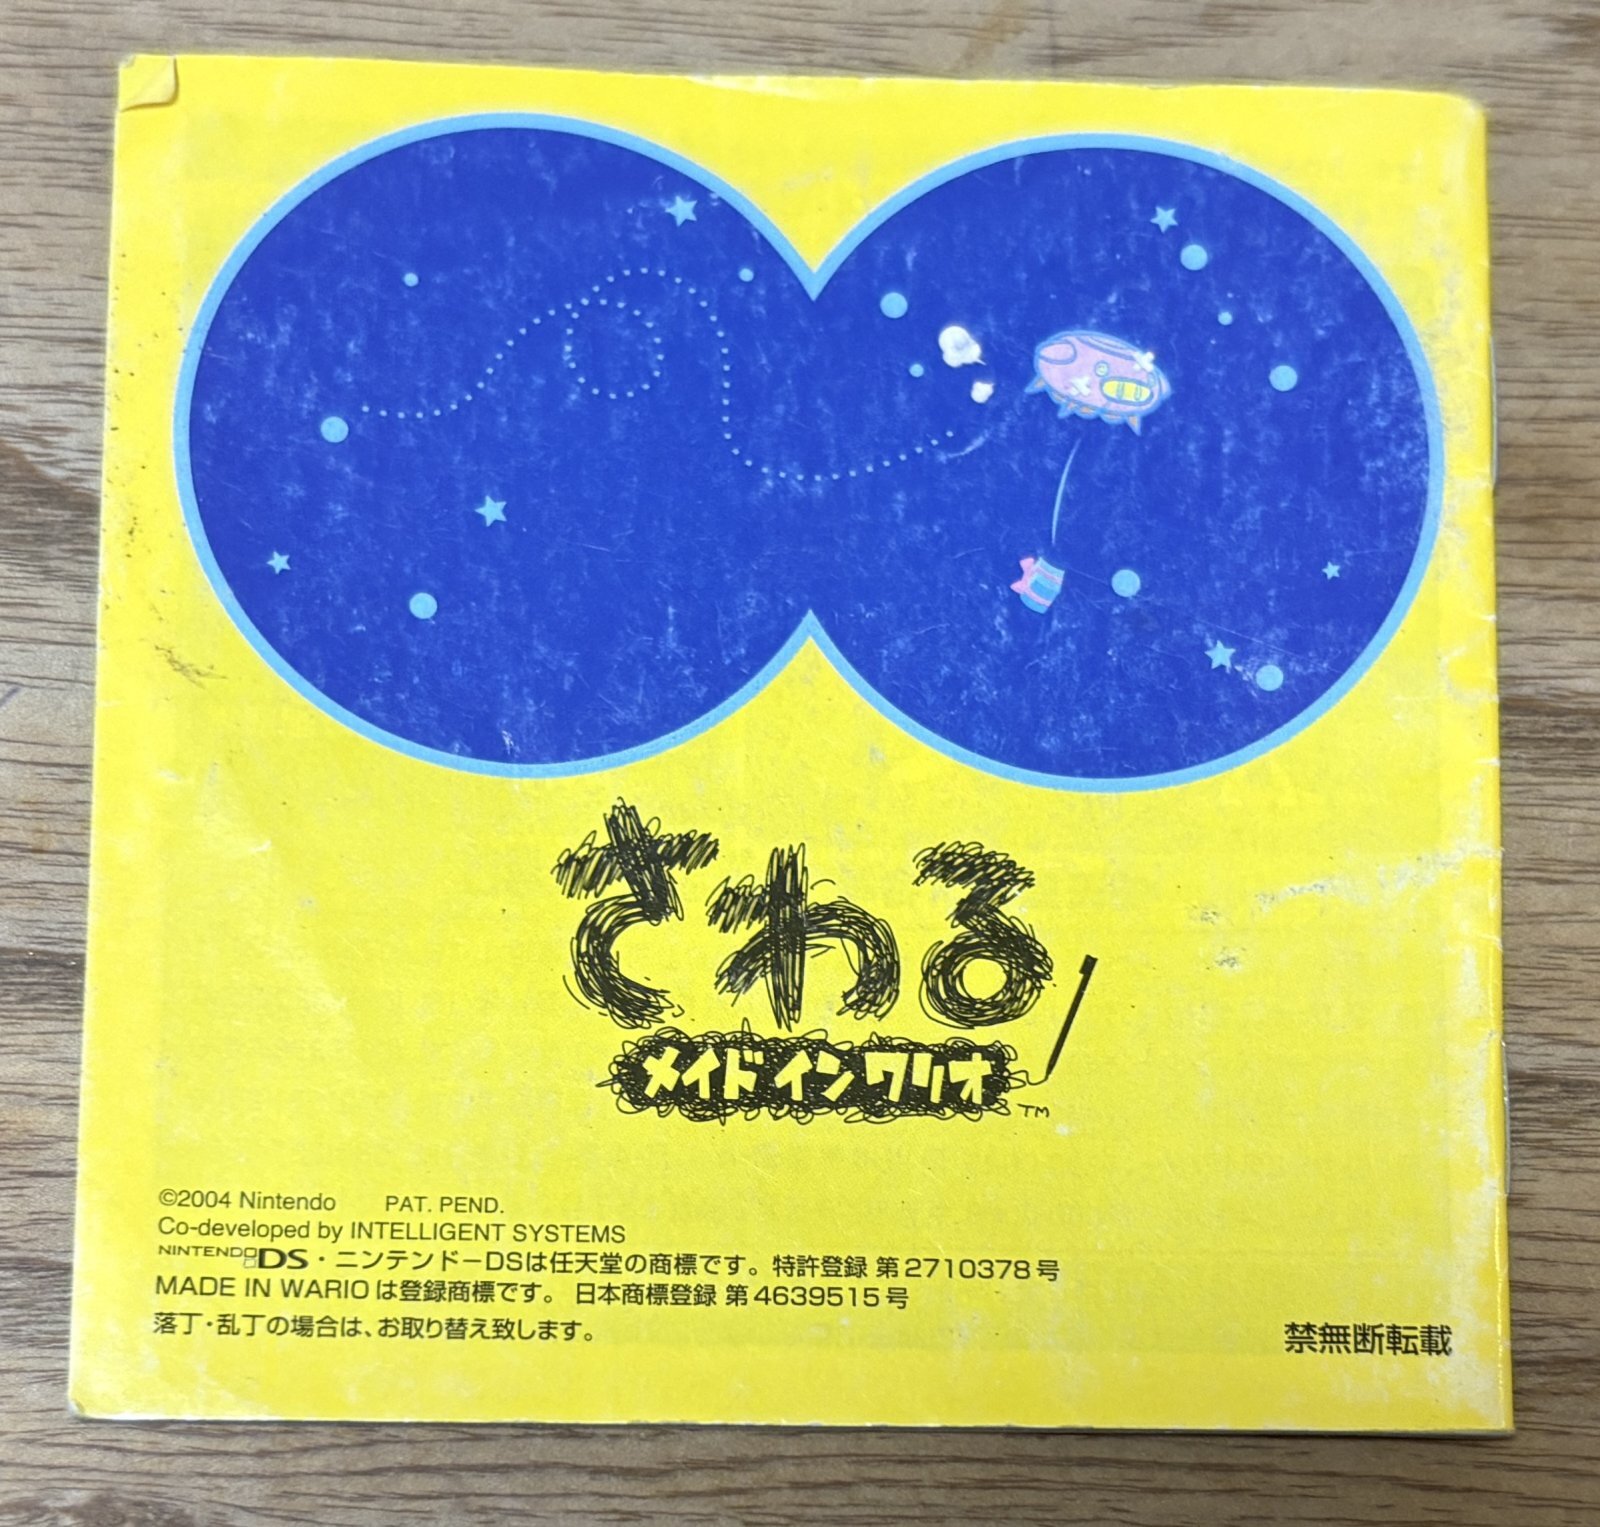 さわる
メイド イン ワリオ
TM
©2004 Nintendo PAT. PEND.
Co-developed by INTELLIGENT SYSTEMS
NINTENDO DS・ニンテンドーDSは任天堂の商標です。特許登録 第2710378号
MADE IN WARIOは登録商標です。 日本商標登録 第4639515号
落丁・乱丁の場合は、お取り替え致します。
禁無断転載